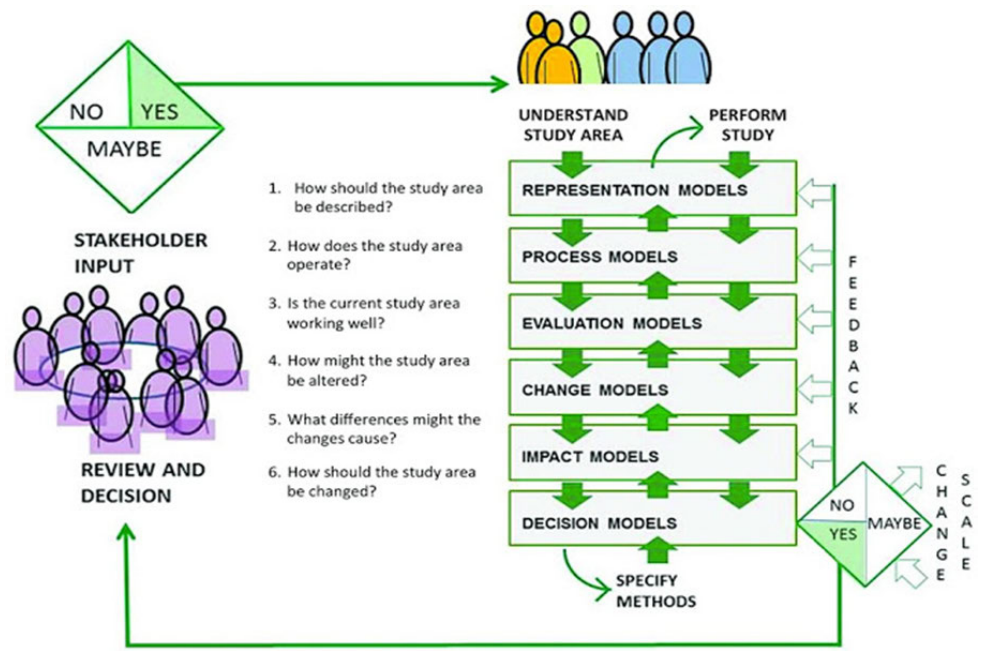 NO
YES
MAYBE
STAKEHOLDER
INPUT
REVIEW AND
DECISION
1. How should the study area
be described?
2. How does the study area
operate?
3. Is the current study area
working well?
4. How might the study area
be altered?
5. What differences might the
changes cause?
6. How should the study area
be changed?
UNDERSTAND
STUDY AREA
PERFORM
STUDY
REPRESENTATION MODELS
PROCESS MODELS
EVALUATION MODELS
CHANGE MODELS
IMPACT MODELS
DECISION MODELS
SPECIFY
METHODS
FEEDBACK
NO
YES
MAYBE
CHANGE
SCALE